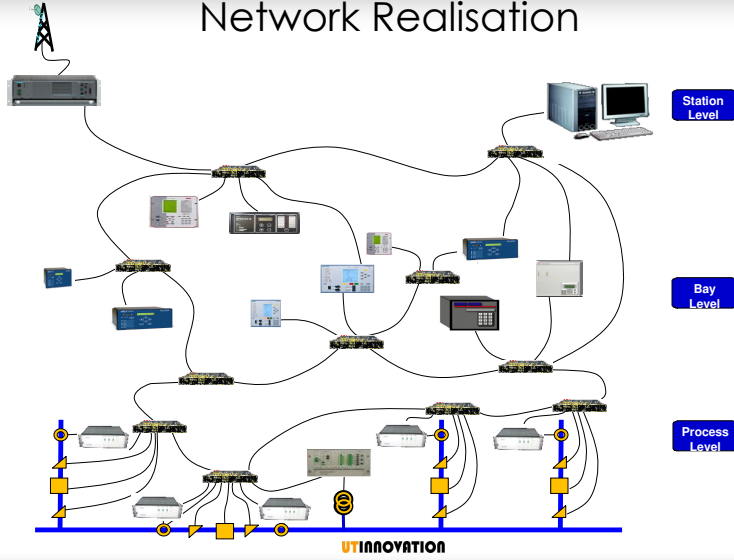 Network Realisation
Station
Level
Bay
Level
Process
Level
UTINNOVATION